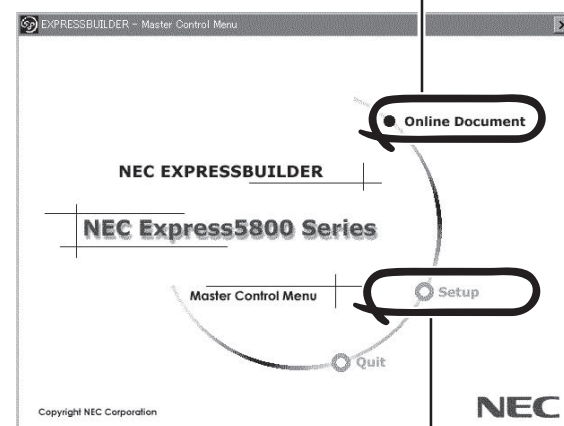 EXPRESSBUILDER - Master Control Menu
Online Document
NEC EXPRESSBUILDER
NEC Express5800 Series
Master Control Menu
Setup
Quit
Copyright NEC Corporation
NEC